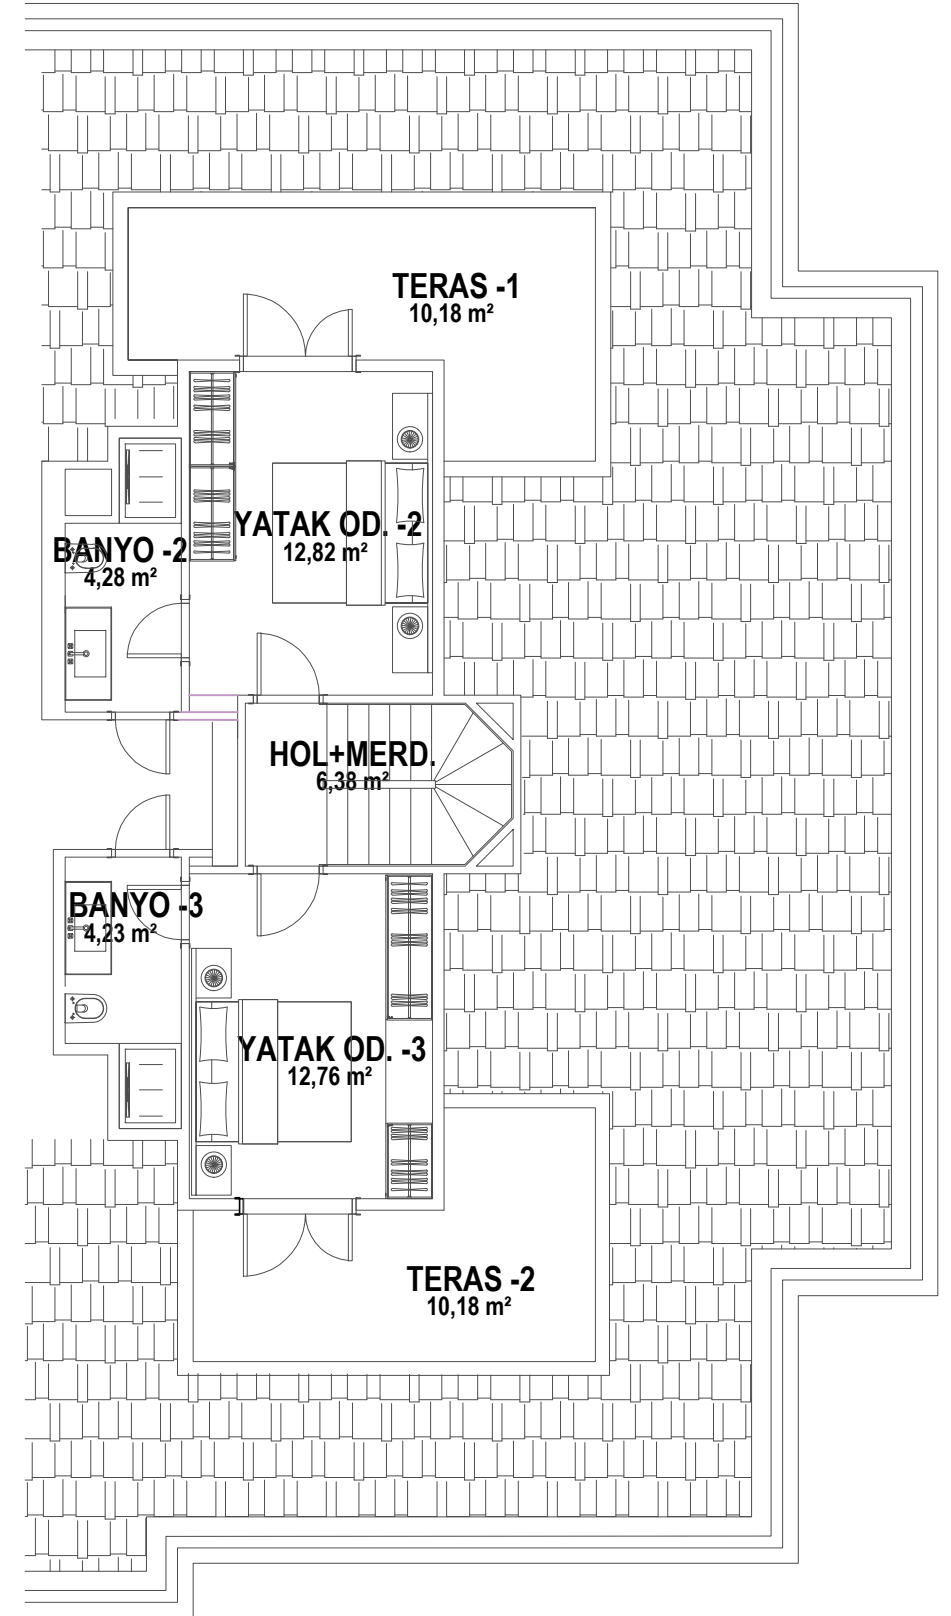 TERAS -1
10,18 m²
YATAK OD. -2
12,82 m²
BANYO -2
4,28 m²
HOL+MERD.
6,38 m²
BANYO -3
4,23 m²
YATAK OD. -3
12,76 m²
TERAS -2
10,18 m²